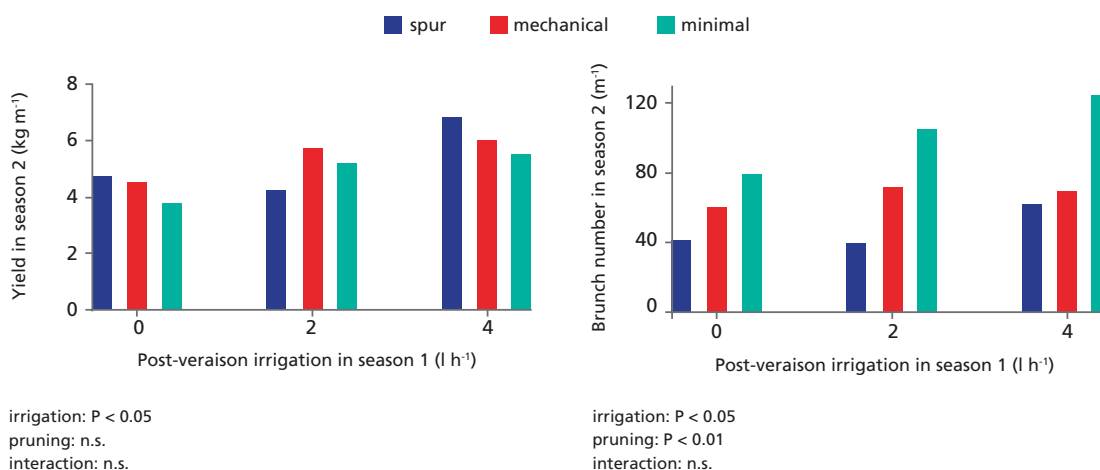 spur mechanical minimal
Yield in season 2 (kg m⁻¹)
8
6
4
2
0
0 2 4
Post-veraison irrigation in season 1 (l h⁻¹)
irrigation: P < 0.05
pruning: n.s.
interaction: n.s.
Brunch number in season 2 (m⁻¹)
120
80
40
0
0 2 4
Post-veraison irrigation in season 1 (l h⁻¹)
irrigation: P < 0.05
pruning: P < 0.01
interaction: n.s.